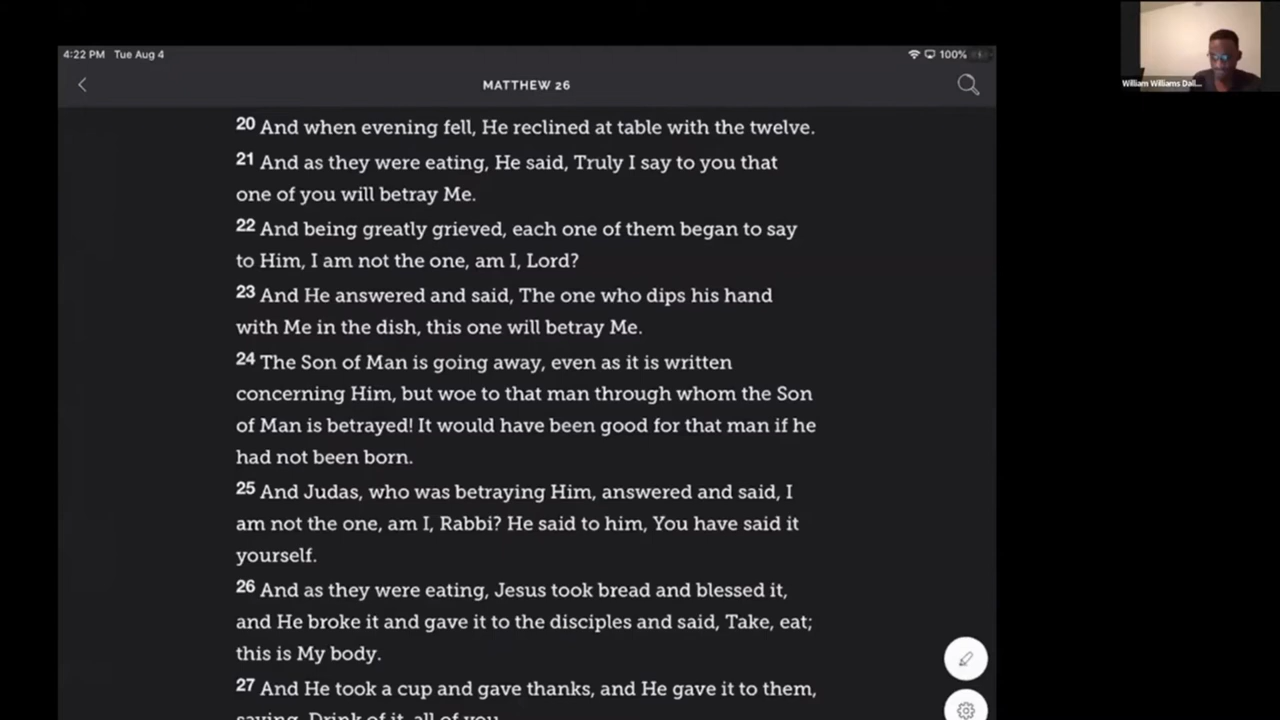 4:22 PM Tue Aug 4
100%
MATTHEW 26
William Williams Dall...
20 And when evening fell, He reclined at table with the twelve.
21 And as they were eating, He said, Truly I say to you that
one of you will betray Me.
22 And being greatly grieved, each one of them began to say
to Him, I am not the one, am I, Lord?
23 And He answered and said, The one who dips his hand
with Me in the dish, this one will betray Me.
24 The Son of Man is going away, even as it is written
concerning Him, but woe to that man through whom the Son
of Man is betrayed! It would have been good for that man if he
had not been born.
25 And Judas, who was betraying Him, answered and said, I
am not the one, am I, Rabbi? He said to him, You have said it
yourself.
26 And as they were eating, Jesus took bread and blessed it,
and He broke it and gave it to the disciples and said, Take, eat;
this is My body.
27 And He took a cup and gave thanks, and He gave it to them,
saying, Drink of it, all of you